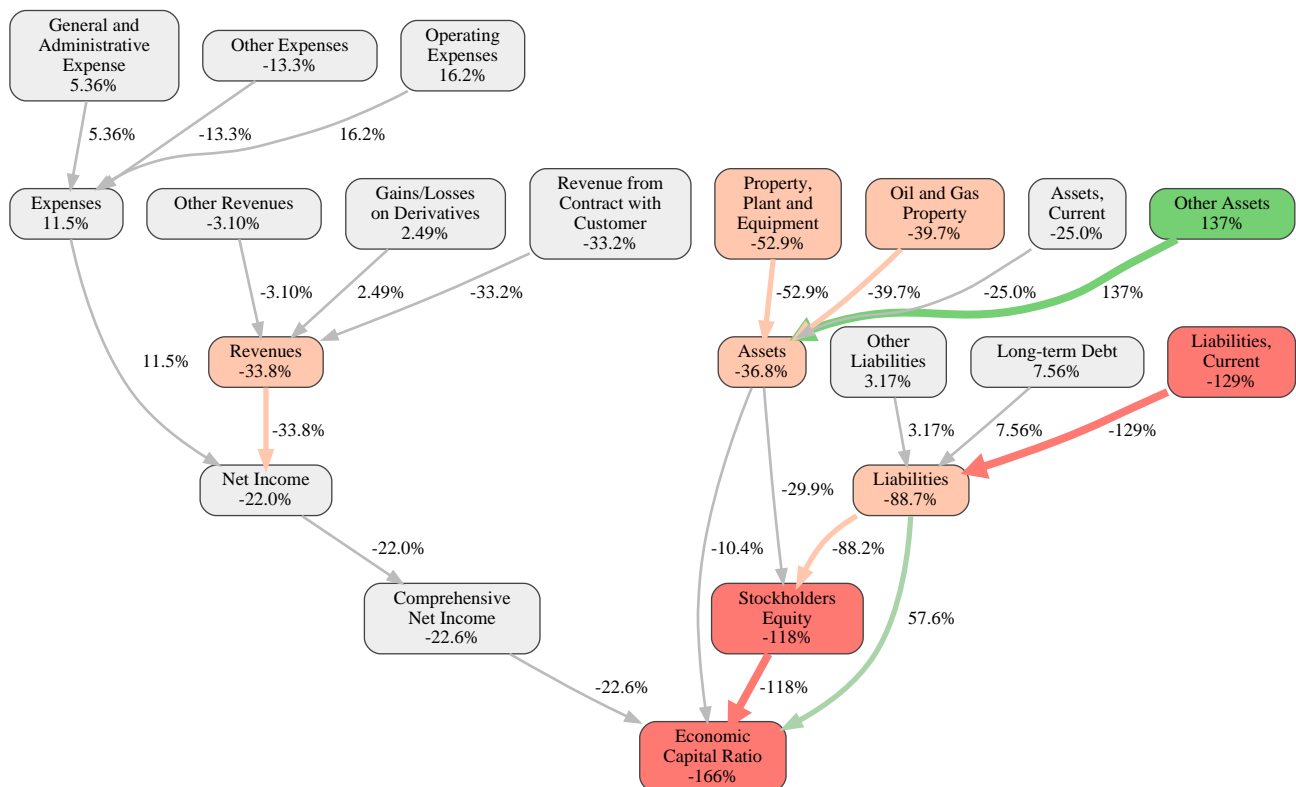 General and
Administrative
Expense
5.36%
Other Expenses
-13.3%
Operating
Expenses
16.2%
5.36%
-13.3%
16.2%
Expenses
11.5%
Other Revenues
-3.10%
Gains/Losses
on Derivatives
2.49%
Revenue from
Contract with
Customer
-33.2%
Property,
Plant and
Equipment
-52.9%
Oil and Gas
Property
-39.7%
Assets,
Current
-25.0%
Other Assets
137%
-3.10%
2.49%
-33.2%
-52.9%
-39.7%
-25.0%
137%
11.5%
Revenues
-33.8%
Assets
-36.8%
Other
Liabilities
3.17%
Long-term Debt
7.56%
Liabilities,
Current
-129%
-33.8%
3.17%
7.56%
-129%
Net Income
-22.0%
-29.9%
Liabilities
-88.7%
-22.0%
-10.4%
-88.2%
Comprehensive
Net Income
-22.6%
Stockholders
Equity
-118%
57.6%
-22.6%
-118%
Economic
Capital Ratio
-166%